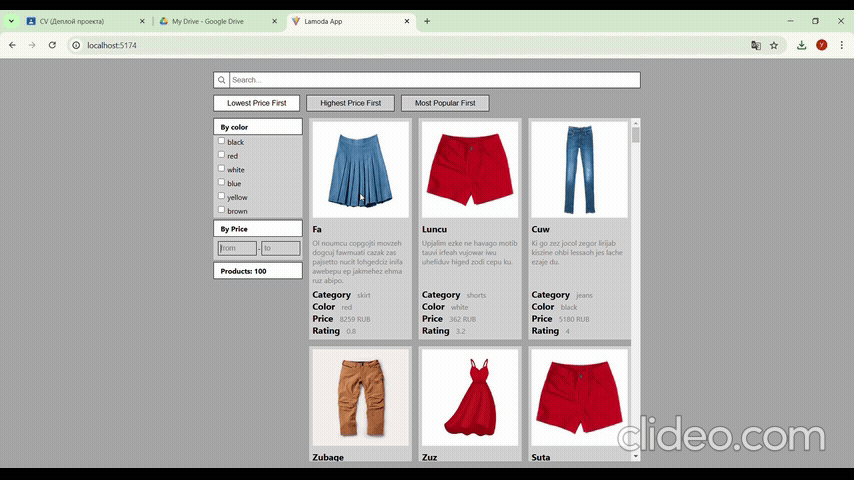 CV (Деплой проекта)
My Drive - Google Drive
Lamoda App
localhost:5174
Search...
Lowest Price First
Highest Price First
Most Popular First
By color
black
red
white
blue
yellow
brown
By Price
from - to
Products: 100
Fa
Ol noumcu copgojti movzeh
dogcuj fawmuati cazak zas
pajsetto nucit lohgedciz inifa
awebepu ep jakmehez ehma
ruz abipo.
Category skirt
Color red
Price 8259 RUB
Rating 0.8
Luncu
Upjalim ezke ne havago motib
tauvi irfeah vujowar iwu
uhefiduv higed zodi cepu ku.
Category shorts
Color white
Price 362 RUB
Rating 3.2
Cuw
Ki go zez jocol zegor lirijab
kiszine ohbi lessaoh jes lache
ezaje du.
Category jeans
Color black
Price 5180 RUB
Rating 4
Zubage
Zuz
Suta
clideo.com